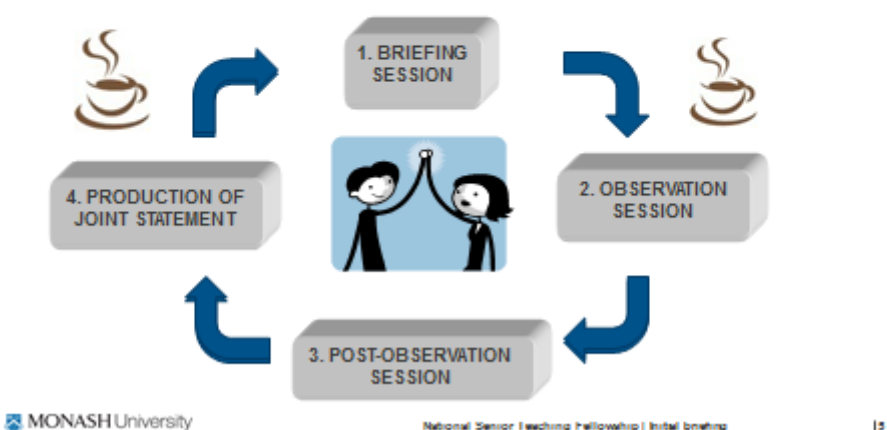 1. BRIEFING
SESSION
2. OBSERVATION
SESSION
3. POST-OBSERVATION
SESSION
4. PRODUCTION OF
JOINT STATEMENT
MONASH University
National Senior Teaching Fellowship | Initial briefing